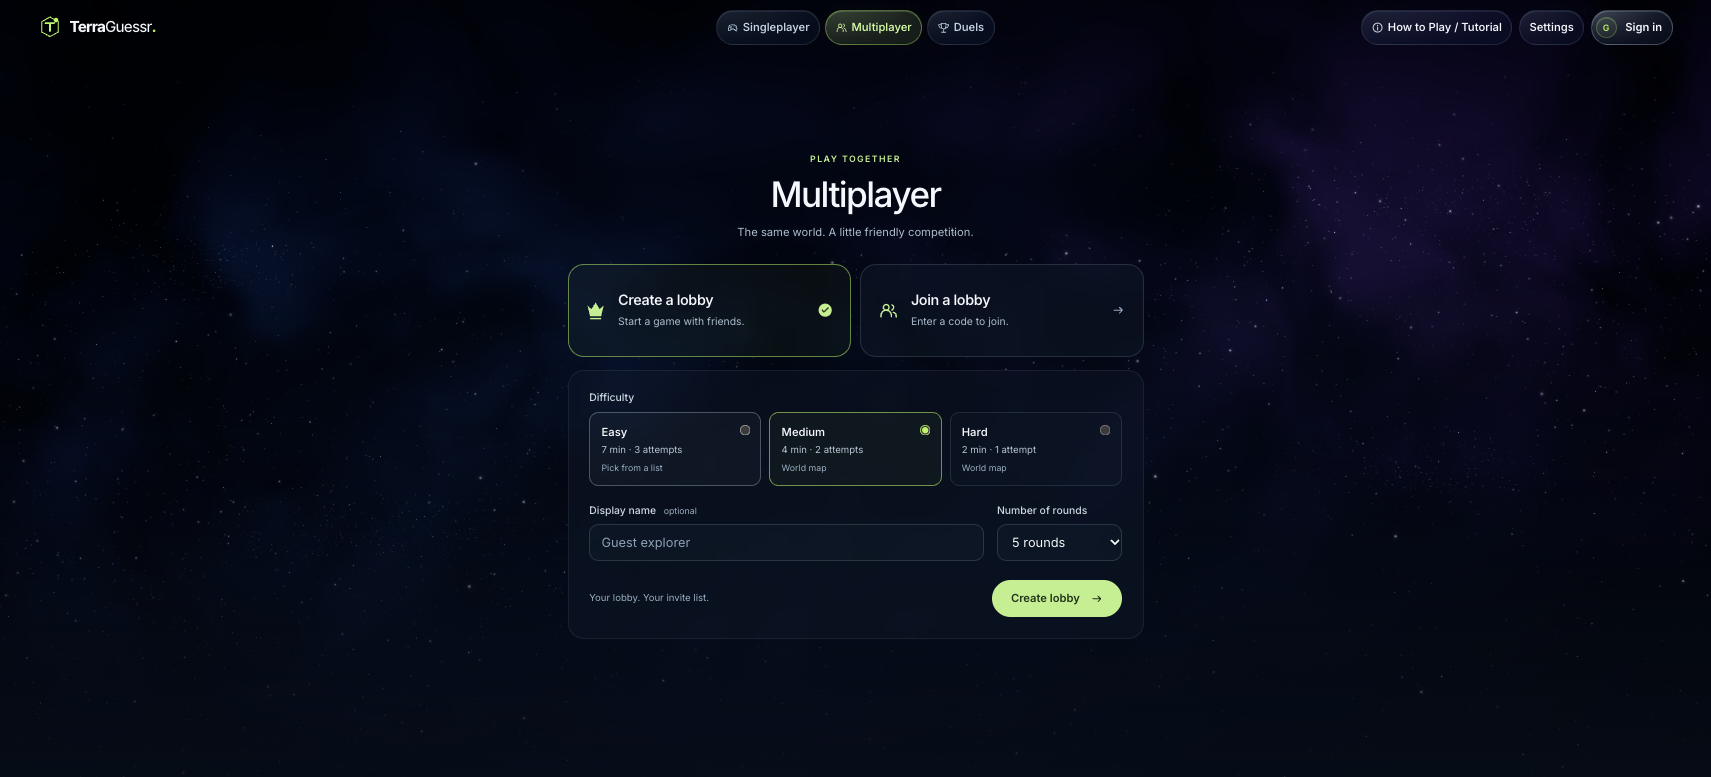 TerraGuessr.
Singleplayer
Multiplayer
Duels
How to Play / Tutorial
Settings
G
Sign in
PLAY TOGETHER
Multiplayer
The same world. A little friendly competition.
Create a lobby
Start a game with friends.
Join a lobby
Enter a code to join.
Difficulty
Easy
7 min · 3 attempts
Pick from a list
Medium
4 min · 2 attempts
World map
Hard
2 min · 1 attempt
World map
Display name optional
Guest explorer
Number of rounds
5 rounds
Your lobby. Your invite list.
Create lobby